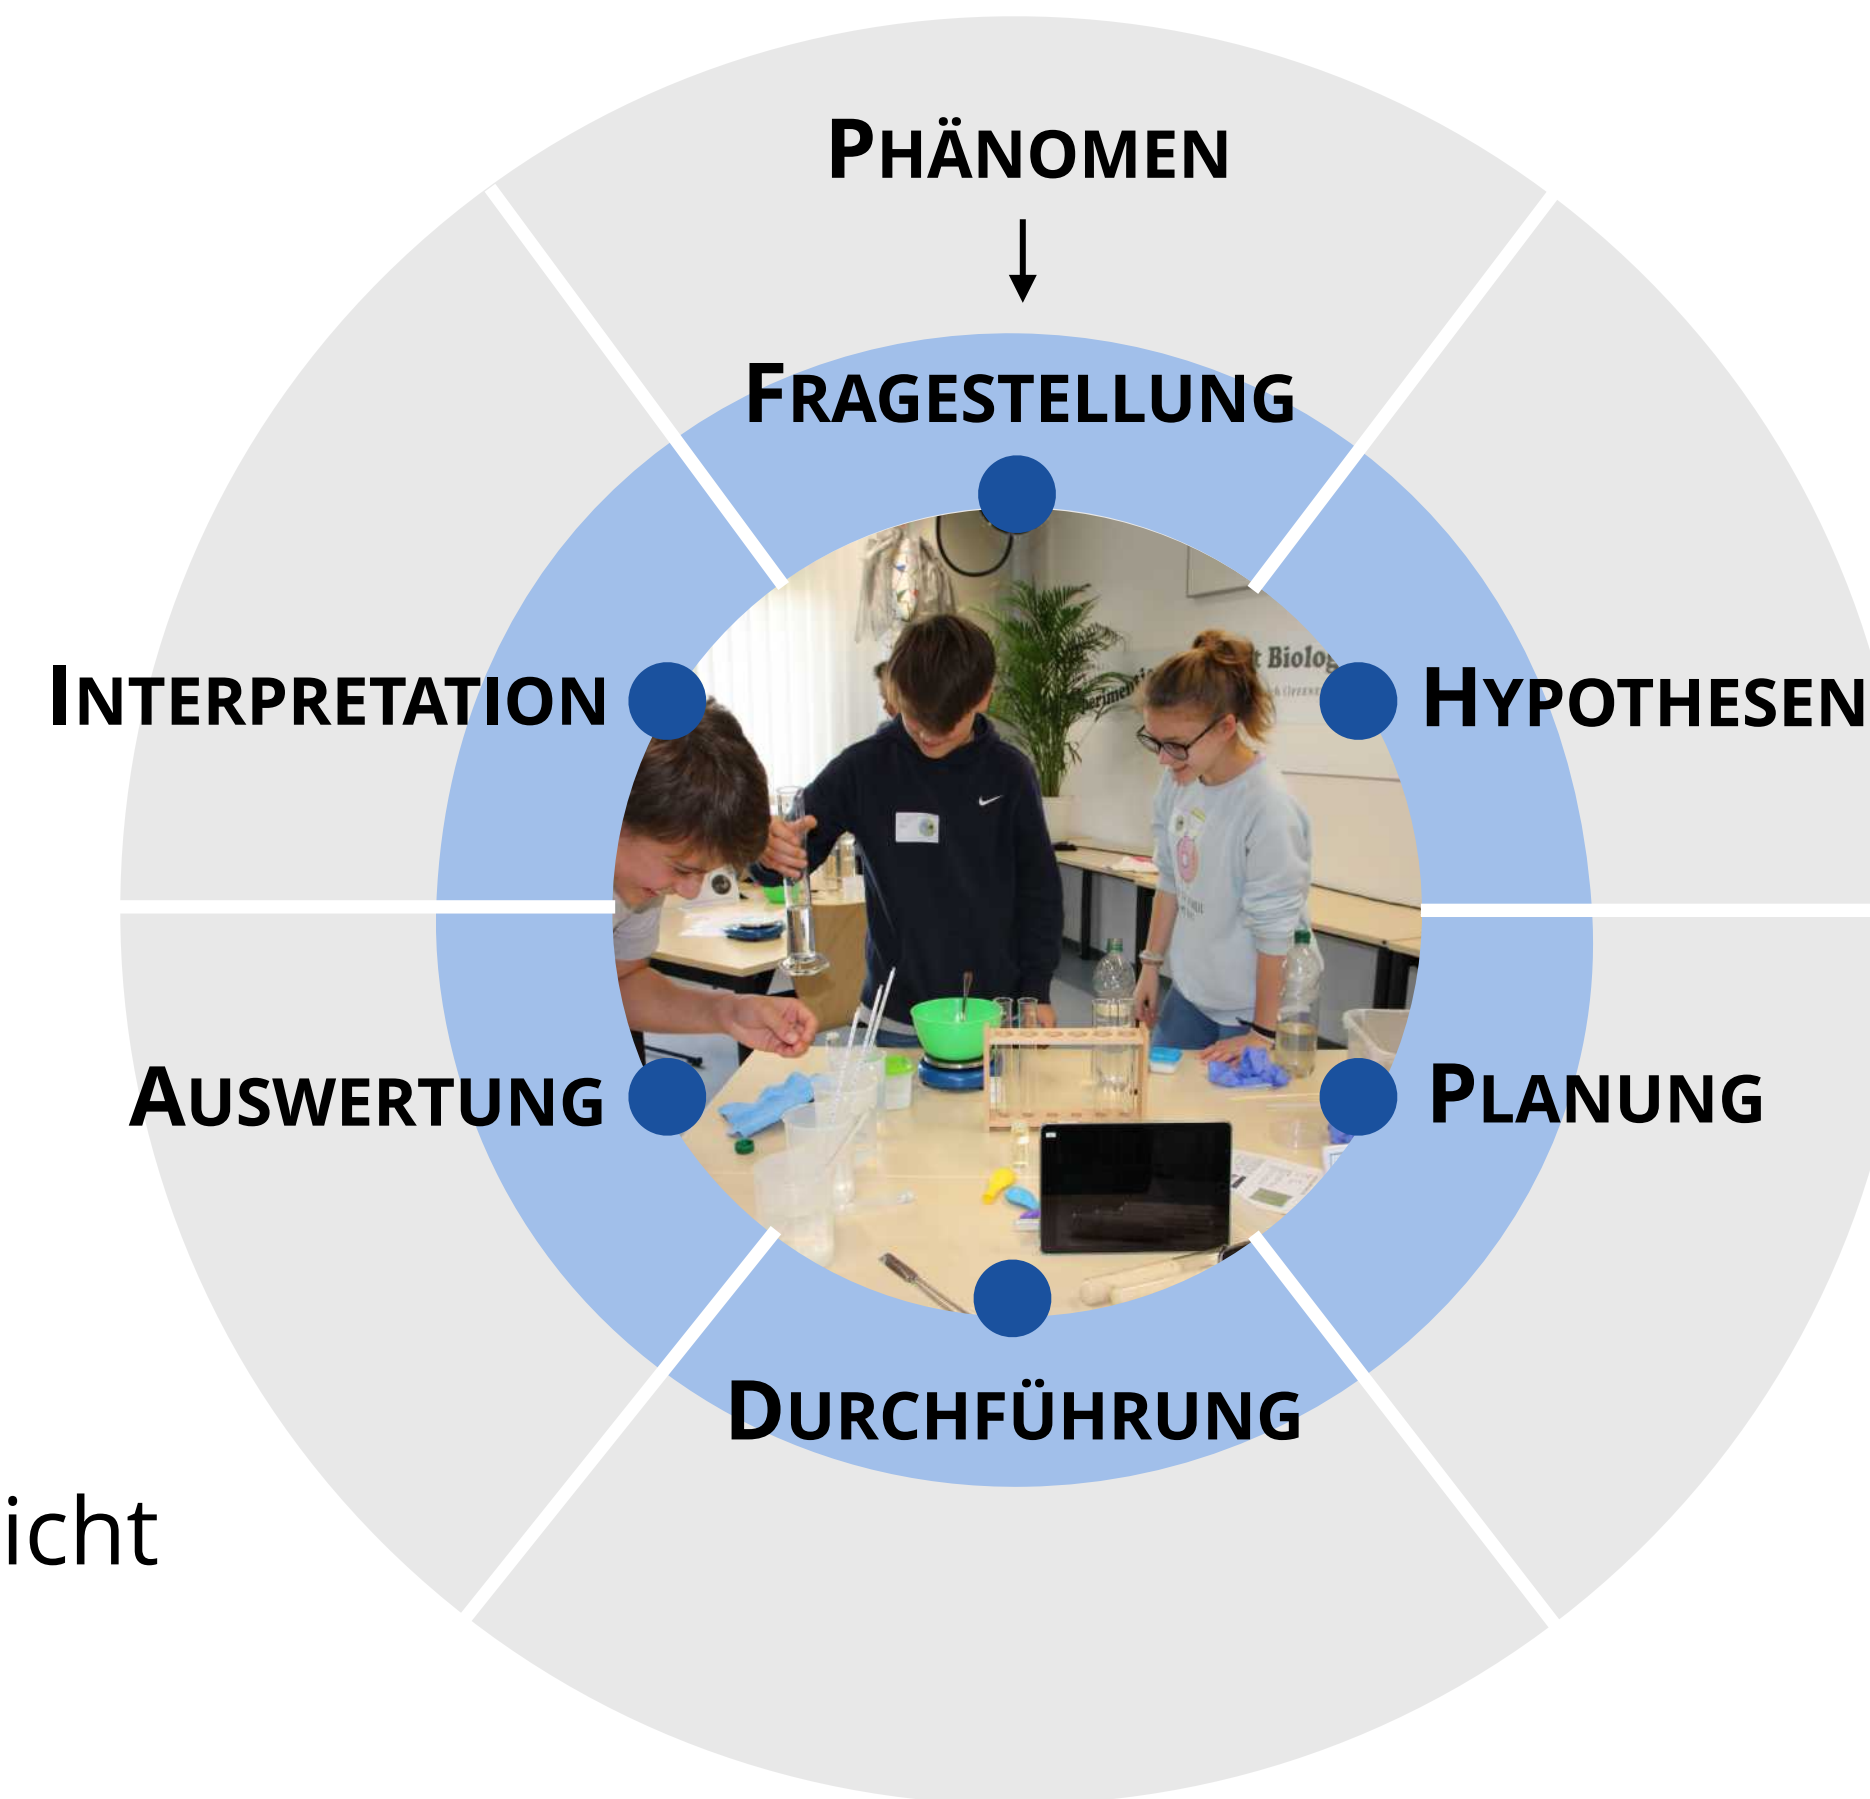 PHÄNOMEN
FRAGESTELLUNG
INTERPRETATION
HYPOTHESEN
AUSWERTUNG
PLANUNG
DURCHFÜHRUNG
icht